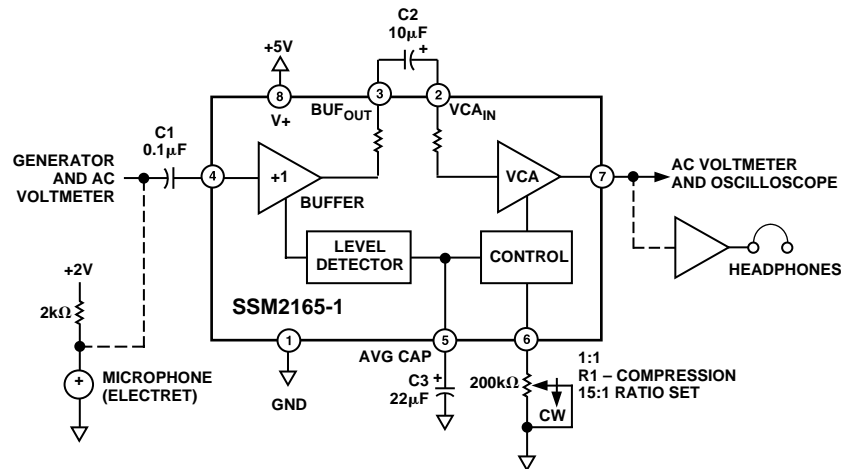 C2
10µF
+
+5V
8
V+
3
BUF_OUT
2
VCA_IN
C1
0.1µF
GENERATOR
AND AC
VOLTMETER
4
+1
BUFFER
VCA
7
AC VOLTMETER
AND OSCILLOSCOPE
LEVEL
DETECTOR
CONTROL
HEADPHONES
+2V
2kΩ
SSM2165-1
1
GND
5
AVG CAP
6
+
MICROPHONE
(ELECTRET)
C3
22µF
+
200kΩ
CW
1:1
R1 – COMPRESSION
15:1 RATIO SET